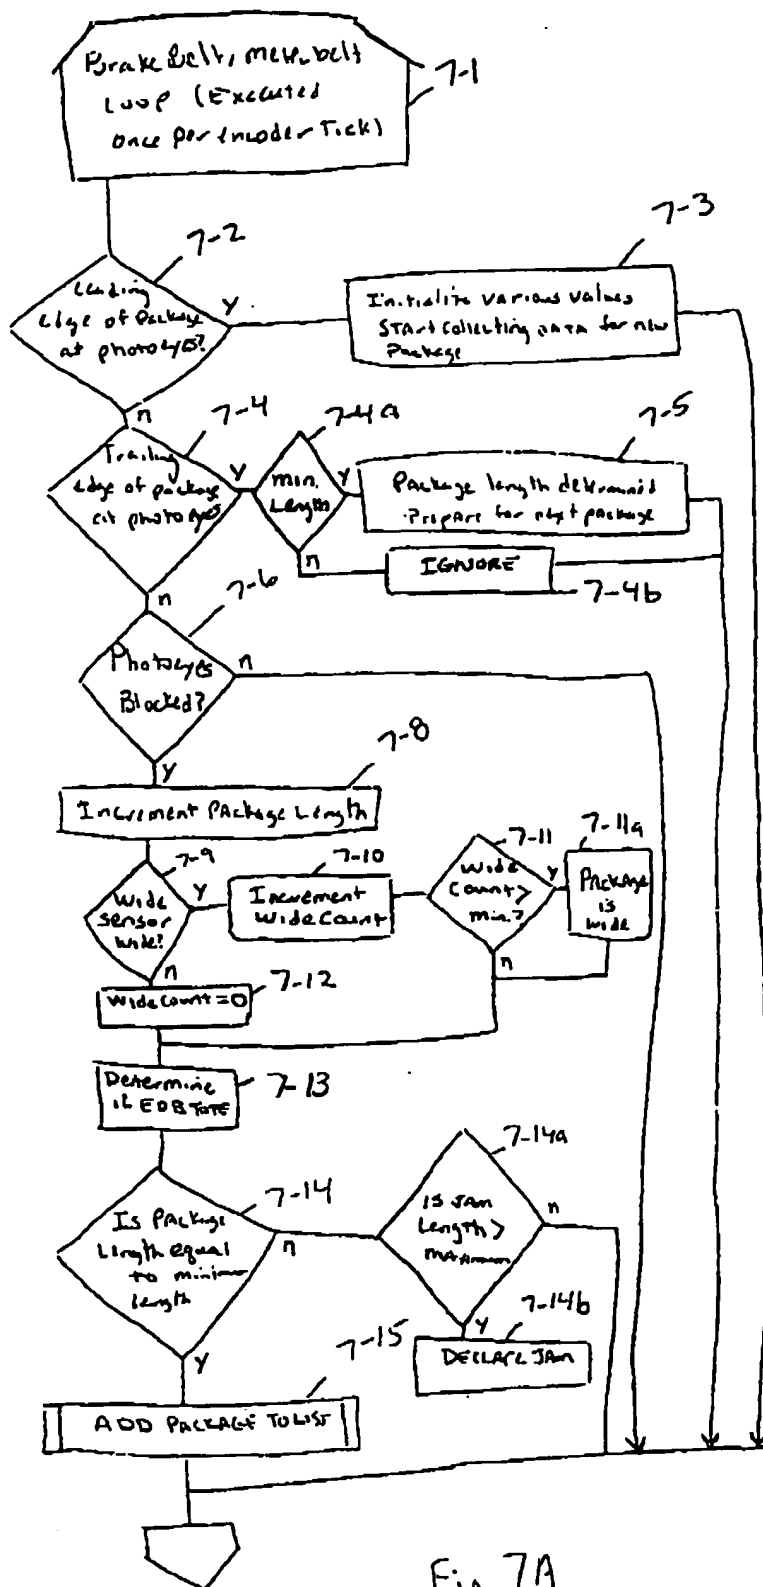 Brake Belt, Mete belt
Loop (Executed
once per encoder Tick)
7-1
7-2
Leading
edge of Package
at photoeyes?
Y
n
7-3
Initialize various values
START Collecting DATA for new
Package
7-4
Trailing
edge of package
at photoeyes
Y
n
7-4a
min.
Length
Y
n
7-5
Package length determined
Prepare for next package
IGNORE
7-4b
7-6
Photoeyes
Blocked?
n
Y
7-8
Increment Package Length
7-9
Wide
Sensor
Wide?
Y
n
7-10
Increment
Wide Count
7-11
Wide
Count >
min.?
Y
n
7-11a
Package
is
Wide
Wide Count = 0
7-12
Determine
if EOB TOTE
7-13
7-14
Is Package
Length equal
to minimum
length
n
Y
7-14a
IS JAM
Length >
maximum
n
Y
7-14b
DECLARE JAM
7-15
ADD PACKAGE TO LIST
Fig 7A